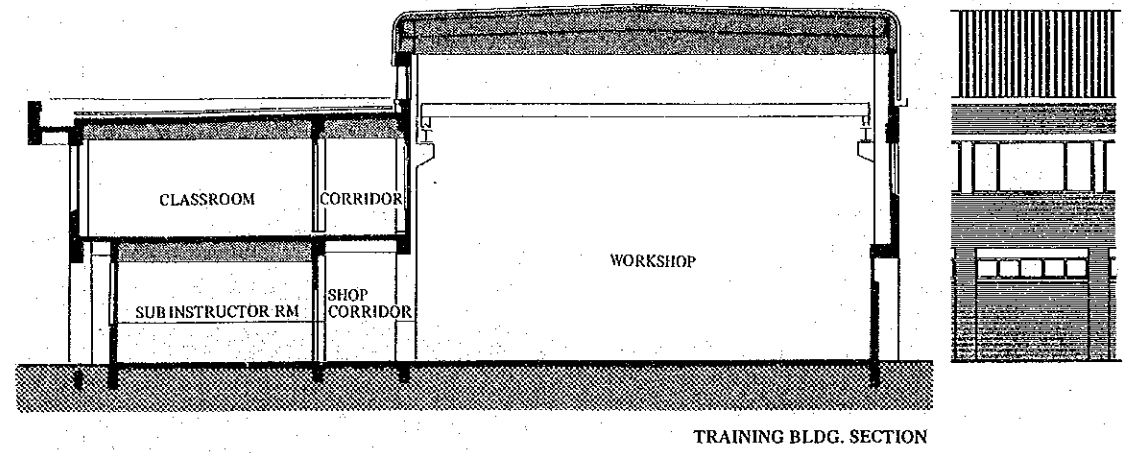 CLASSROOM
CORRIDOR
WORKSHOP
SUB INSTRUCTOR RM
SHOP
CORRIDOR
TRAINING BLDG. SECTION